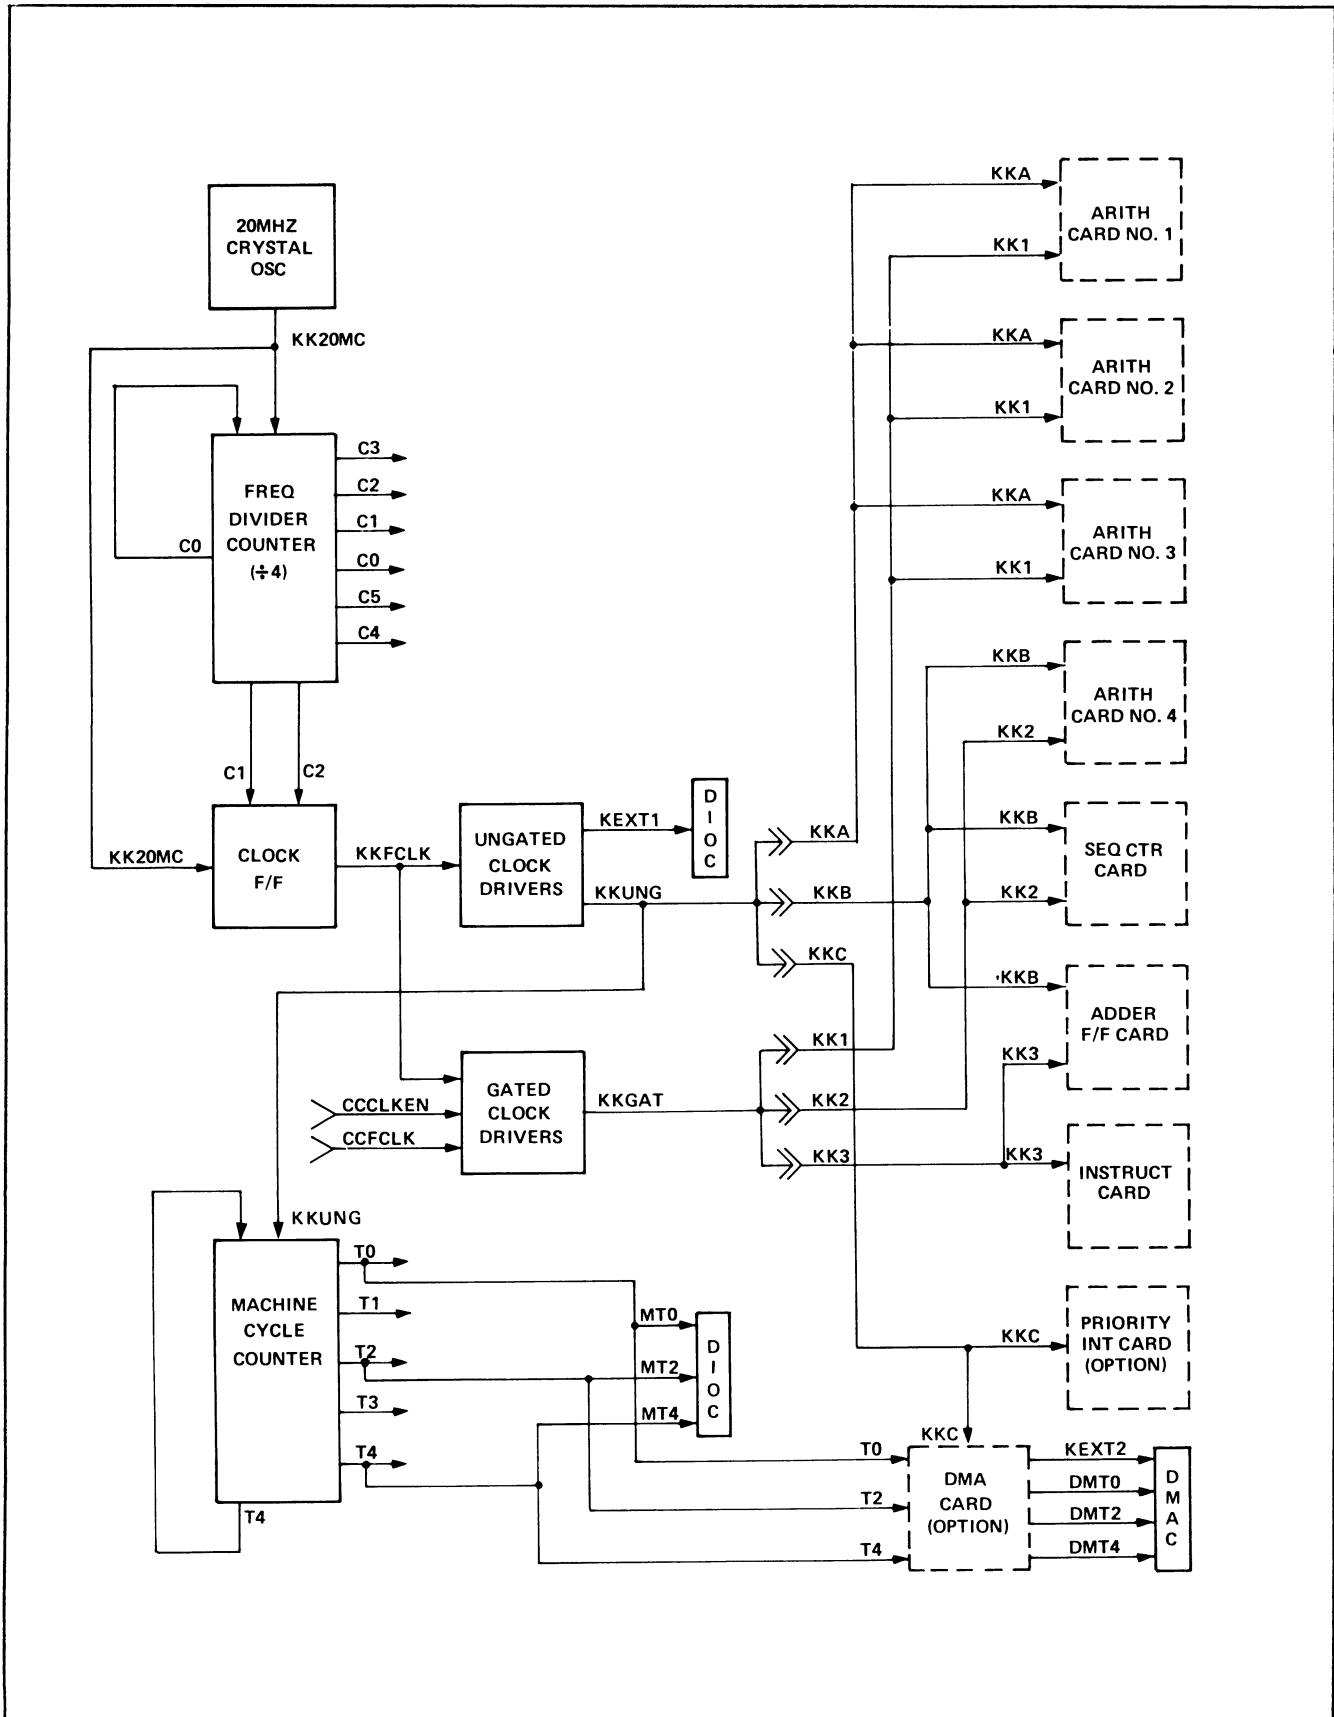 20MHZ
CRYSTAL
OSC
KK20MC
FREQ
DIVIDER
COUNTER
(÷4)
C0
C3
C2
C1
C0
C5
C4
C1
C2
KK20MC
CLOCK
F/F
KKFCLK
UNGATED
CLOCK
DRIVERS
KEXT1
DIOC
KKUNG
KKA
KKB
KKC
CCCLKEN
CCFCLK
GATED
CLOCK
DRIVERS
KKGAT
KK1
KK2
KK3
KKUNG
MACHINE
CYCLE
COUNTER
T0
T1
T2
T3
T4
T4
MT0
MT2
MT4
DIOC
KKA
KK1
ARITH
CARD NO. 1
KKA
KK1
ARITH
CARD NO. 2
KKA
KK1
ARITH
CARD NO. 3
KKB
KK2
ARITH
CARD NO. 4
KKB
KK2
SEQ CTR
CARD
KKB
KK3
ADDER
F/F CARD
KK3
INSTRUCT
CARD
KKC
PRIORITY
INT CARD
(OPTION)
KKC
T0
T2
T4
DMA
CARD
(OPTION)
KEXT2
DMT0
DMT2
DMT4
DMAC